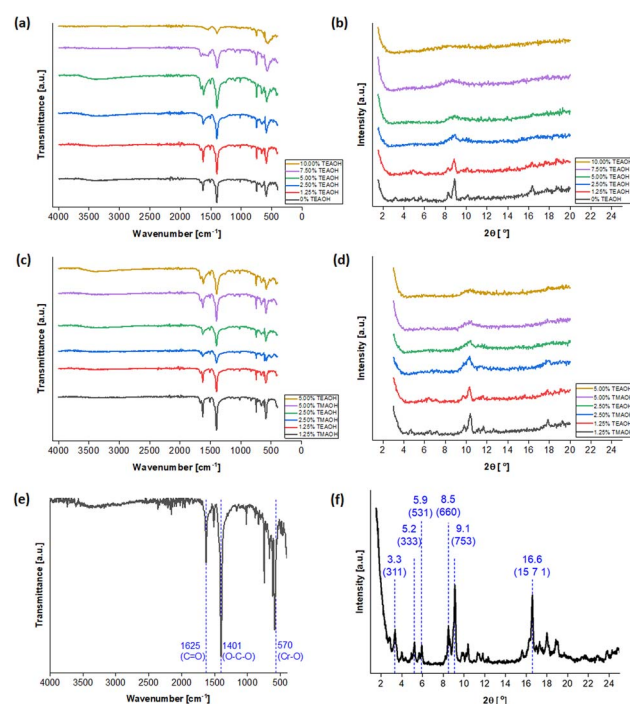 (a)
Transmittance [a.u.]
10.00% TEAOH
7.50% TEAOH
5.00% TEAOH
2.50% TEAOH
1.25% TEAOH
0% TEAOH
4000 3500 3000 2500 2000 1500 1000 500 0
Wavenumber [cm⁻¹]
(b)
Intensity [a.u.]
10.00% TEAOH
7.50% TEAOH
5.00% TEAOH
2.50% TEAOH
1.25% TEAOH
0% TEAOH
2 4 6 8 10 12 14 16 18 20 22 24
2θ [ º]
(c)
Transmittance [a.u.]
5.00% TEAOH
5.00% TMAOH
2.50% TEAOH
2.50% TMAOH
1.25% TEAOH
1.25% TMAOH
4000 3500 3000 2500 2000 1500 1000 500 0
Wavenumber [cm⁻¹]
(d)
Intensity [a.u.]
5.00% TEAOH
5.00% TMAOH
2.50% TEAOH
2.50% TMAOH
1.25% TEAOH
1.25% TMAOH
2 4 6 8 10 12 14 16 18 20 22 24
2θ [ º]
(e)
Transmittance [a.u.]
1625 1401 570
(C=O) (O-C-O) (Cr-O)
4000 3500 3000 2500 2000 1500 1000 500
Wavenumber [cm⁻¹]
(f)
Intensity [a.u.]
3.3
(311)
5.2
(333)
5.9
(531)
8.5
(660)
9.1
(753)
16.6
(15 7 1)
2 4 6 8 10 12 14 16 18 20 22 24
2θ [ º]